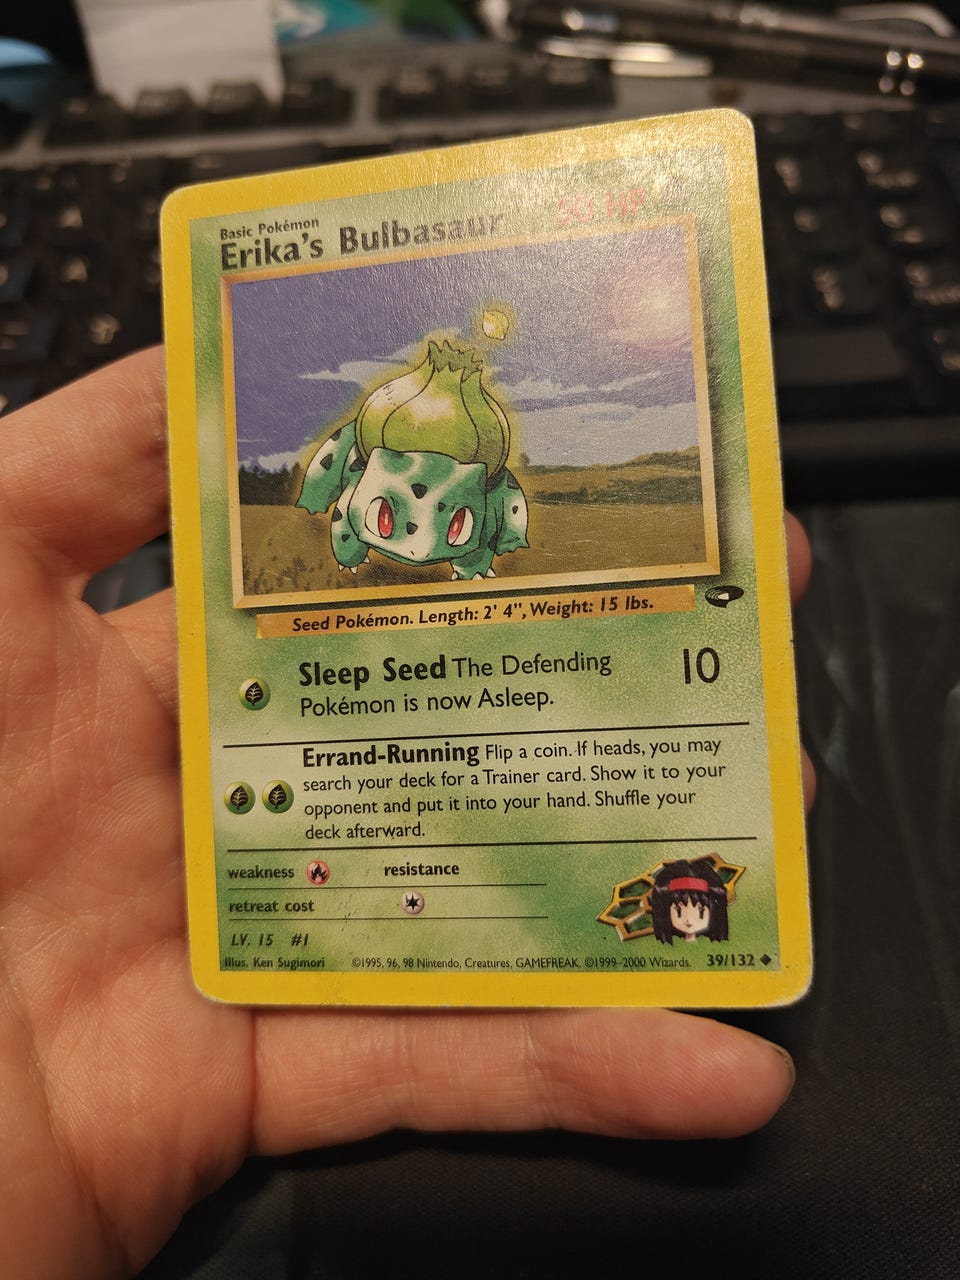 Basic Pokémon
Erika's Bulbasaur 50 HP
Seed Pokémon. Length: 2' 4", Weight: 15 lbs.
Sleep Seed The Defending 10
Pokémon is now Asleep.
Errand-Running Flip a coin. If heads, you may
search your deck for a Trainer card. Show it to your
opponent and put it into your hand. Shuffle your
deck afterward.
weakness resistance
retreat cost
LV. 15 #1
Illus. Ken Sugimori ©1995, 96, 98 Nintendo, Creatures, GAMEFREAK. ©1999-2000 Wizards. 39/132